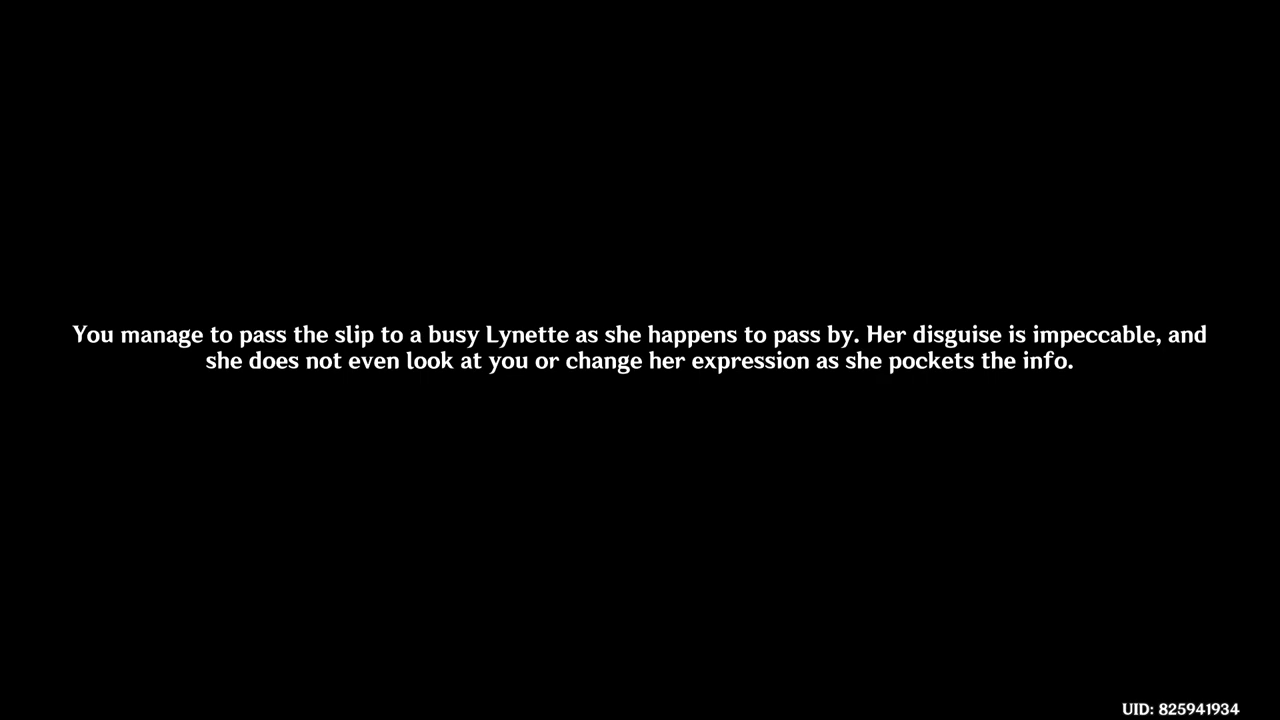 You manage to pass the slip to a busy Lynette as she happens to pass by. Her disguise is impeccable, and
she does not even look at you or change her expression as she pockets the info.
UID: 825941934